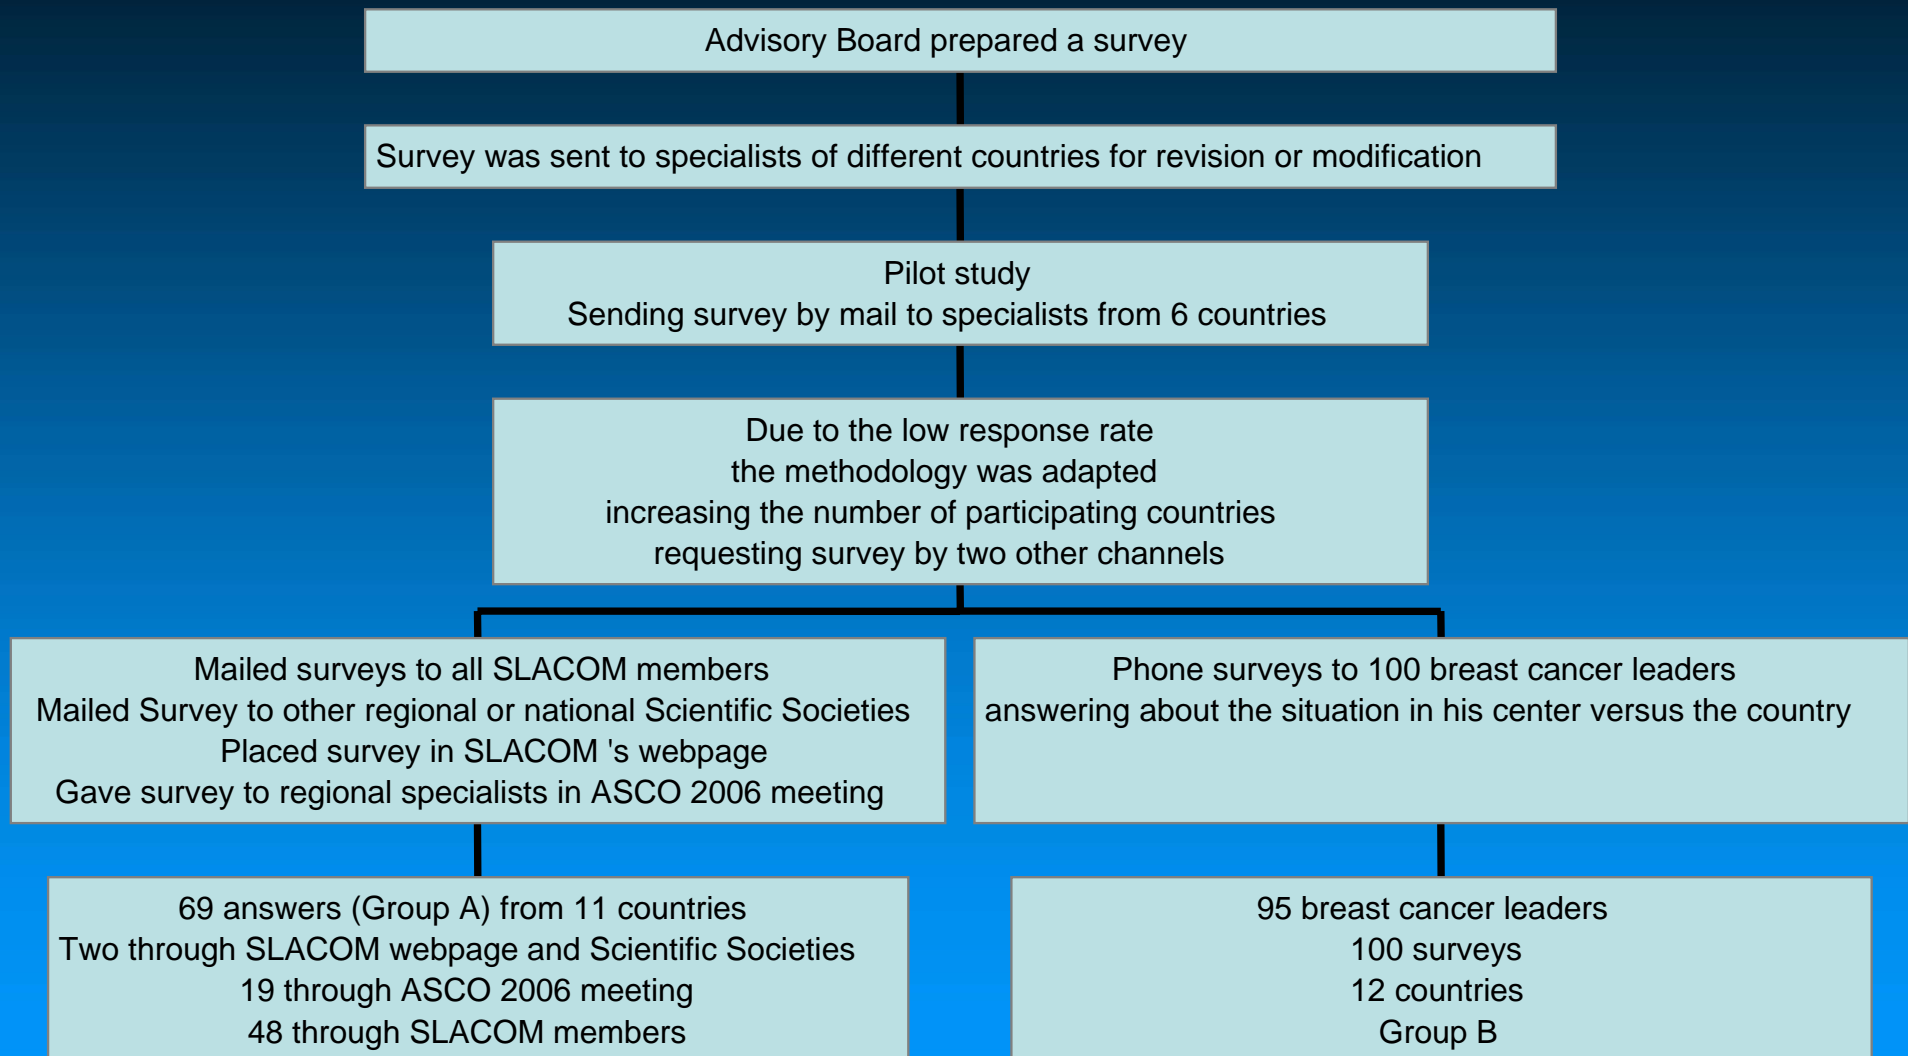 Advisory Board prepared a survey
Survey was sent to specialists of different countries for revision or modification
Pilot study
Sending survey by mail to specialists from 6 countries
Due to the low response rate
the methodology was adapted
increasing the number of participating countries
requesting survey by two other channels
Mailed surveys to all SLACOM members
Mailed Survey to other regional or national Scientific Societies
Placed survey in SLACOM 's webpage
Gave survey to regional specialists in ASCO 2006 meeting
Phone surveys to 100 breast cancer leaders
answering about the situation in his center versus the country
69 answers (Group A) from 11 countries
Two through SLACOM webpage and Scientific Societies
19 through ASCO 2006 meeting
48 through SLACOM members
95 breast cancer leaders
100 surveys
12 countries
Group B